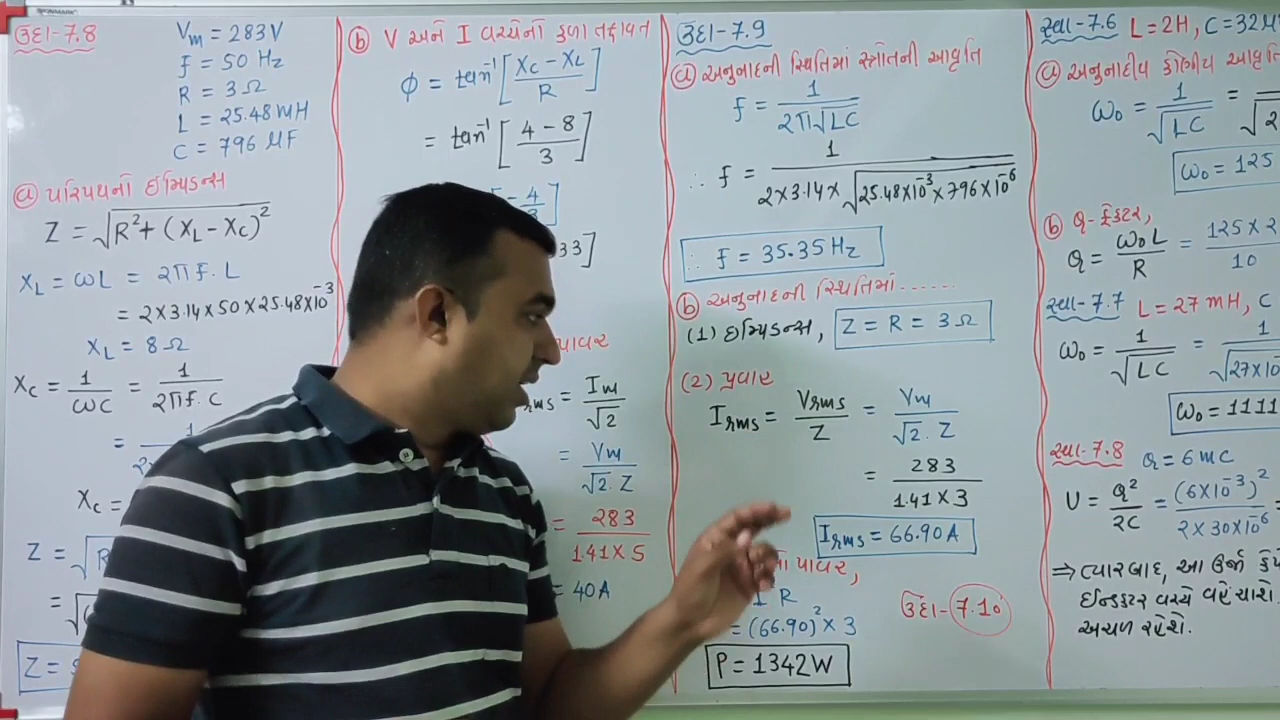 ઉદા-7.8
Vm = 283V
f = 50 Hz
R = 3Ω
L = 25.48 mH
C = 796 μF
ⓐ પરિપથનો ઇમ્પિડન્સ
Z = √R²+ (XL - XC)²
XL = ωL = 2πf.L
= 2×3.14×50×25.48×10⁻³
XL = 8Ω
XC = 1/ωC = 1/2πf.C
= 1
XC =
Z = √R
= √
Z =
ⓑ V અને I વચ્ચેનો કળા તફાવત
φ = tan⁻¹[XC - XL / R]
= tan⁻¹[4-8 / 3]
-4/3]
33]
પાવર
rms = Im/√2
= Vm/√2.Z
= 283/1.41×5
= 40A
ઉદા-7.9
ⓐ અનુનાદની સ્થિતિમાં સ્ત્રોતની આવૃતિ
f = 1/2π√LC
∴ f = 1/2×3.14×√25.48×10⁻³×796×10⁻⁶
∴ f = 35.35 Hz
ⓑ અનુનાદની સ્થિતિમાં......
(1) ઇમ્પિડન્સ, Z = R = 3Ω
(2) પ્રવાહ
Irms = Vrms/Z = Vm/√2.Z
= 283/1.41×3
Irms = 66.90A
પાવર,
R
= (66.90)²×3
P = 1342W
ઉદા-7.10
સ્વા-7.6 L=2H, C=32μ
ⓐ અનુનાદીય કોણીય આવૃતિ
ω₀ = 1/√LC = /√2
ω₀ = 125
ⓑ Q-ફેક્ટર,
Q = ω₀L/R = 125×2/10
સ્વા-7.7 L = 27 mH, C
ω₀ = 1/√LC = 1/√27×10
ω₀ = 1111
સ્વા-7.8 Q = 6 mC
U = Q²/2C = (6×10⁻³)²/2×30×10⁻⁶ =
⇒ ત્યારબાદ, આ ઉર્જા કેપે
ઈન્ડક્ટર વચ્ચે વહેંચાશે.
અચળ રહેશે.